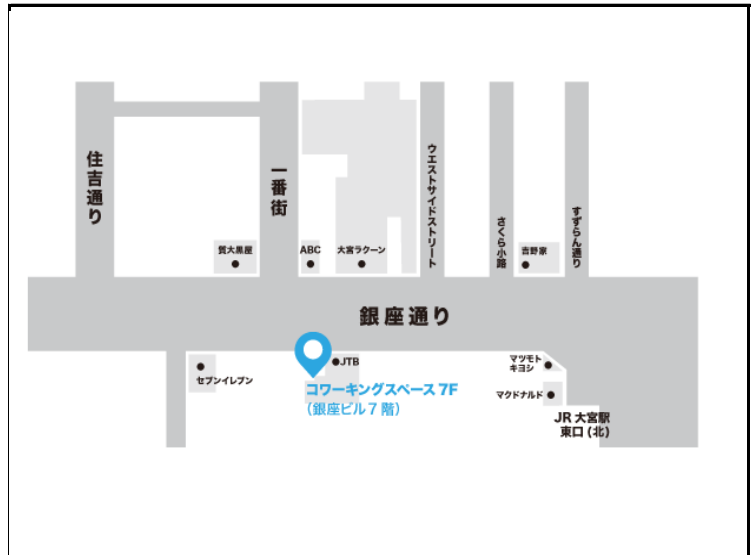 住吉通り
一番街
ウエストサイドストリート
さくら小路
すずらん通り
質大黒屋
ABC
大宮ラクーン
吉野家
銀座通り
セブンイレブン
JTB
コワーキングスペース 7F
(銀座ビル7階)
マツモト
キヨシ
マクドナルド
JR 大宮駅
東口 (北)